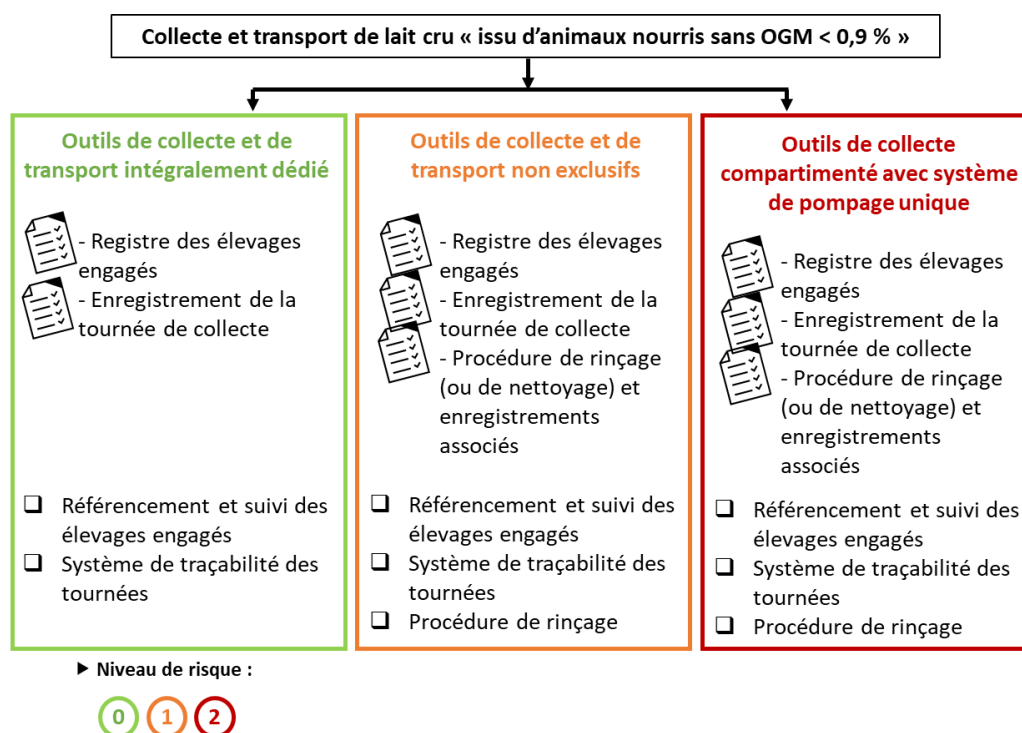 Collecte et transport de lait cru « issu d'animaux nourris sans OGM < 0,9 % »
Outils de collecte et de
transport intégralement dédié
- Registre des élevages
engagés
- Enregistrement de la
tournée de collecte
❑ Référencement et suivi des
élevages engagés
❑ Système de traçabilité des
tournées
Outils de collecte et de
transport non exclusifs
- Registre des élevages
engagés
- Enregistrement de la
tournée de collecte
- Procédure de rinçage
(ou de nettoyage) et
enregistrements
associés
❑ Référencement et suivi des
élevages engagés
❑ Système de traçabilité des
tournées
❑ Procédure de rinçage
Outils de collecte
compartimenté avec système
de pompage unique
- Registre des élevages
engagés
- Enregistrement de la
tournée de collecte
- Procédure de rinçage
(ou de nettoyage) et
enregistrements
associés
❑ Référencement et suivi des
élevages engagés
❑ Système de traçabilité des
tournées
❑ Procédure de rinçage
▶ Niveau de risque :
0 1 2